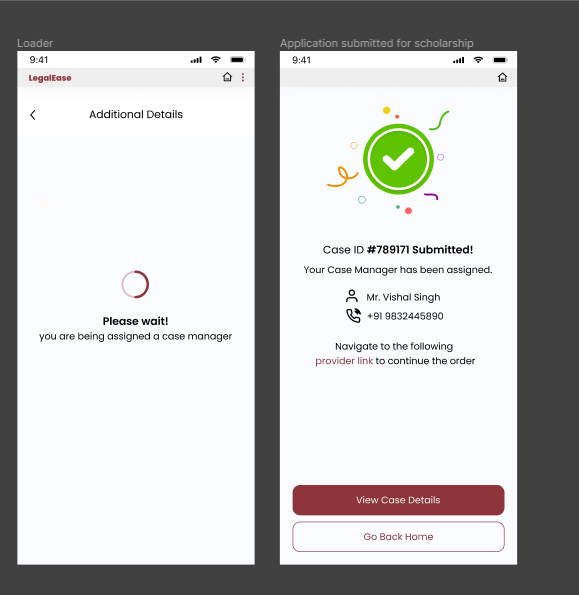 Loader
9:41
LegalEase
Additional Details
Please wait!
you are being assigned a case manager
Application submitted for scholarship
9:41
Case ID #789171 Submitted!
Your Case Manager has been assigned.
Mr. Vishal Singh
+91 9832445890
Navigate to the following
provider link to continue the order
View Case Details
Go Back Home